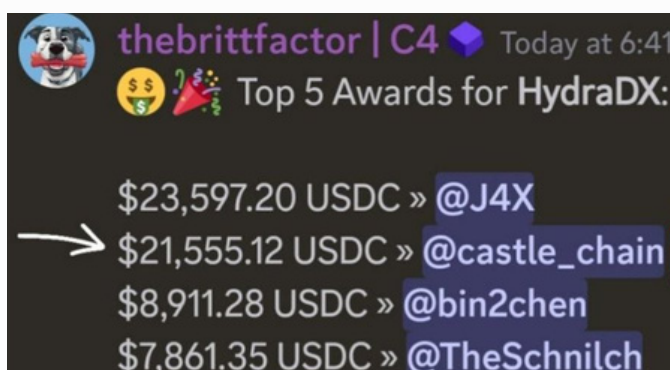 thebrittfactor | C4 Today at 6:41
🤑🎉 Top 5 Awards for HydraDX:
$23,597.20 USDC » @J4X
$21,555.12 USDC » @castle_chain
$8,911.28 USDC » @bin2chen
$7,861.35 USDC » @TheSchnilch